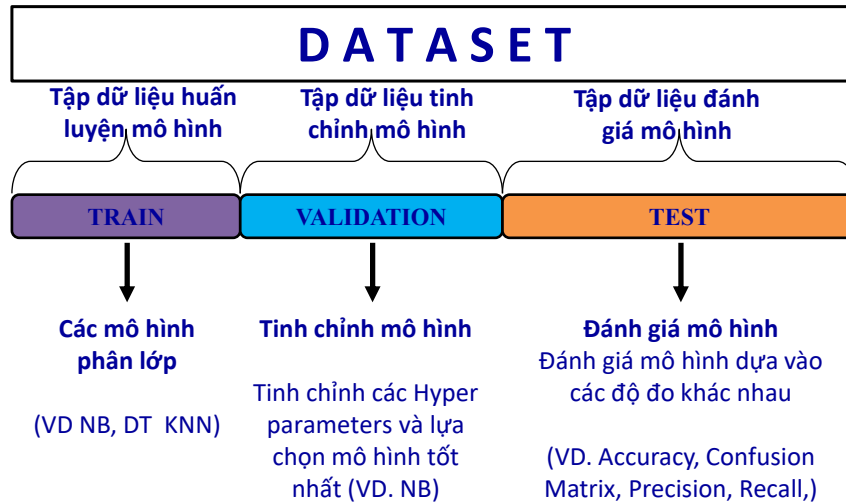 DATASET
Tập dữ liệu huấn
luyện mô hình
Tập dữ liệu tinh
chỉnh mô hình
Tập dữ liệu đánh
giá mô hình
TRAIN
VALIDATION
TEST
Các mô hình
phân lớp
(VD NB, DT KNN)
Tinh chỉnh mô hình
Tinh chỉnh các Hyper
parameters và lựa
chọn mô hình tốt
nhất (VD. NB)
Đánh giá mô hình
Đánh giá mô hình dựa vào
các độ đo khác nhau
(VD. Accuracy, Confusion
Matrix, Precision, Recall,)